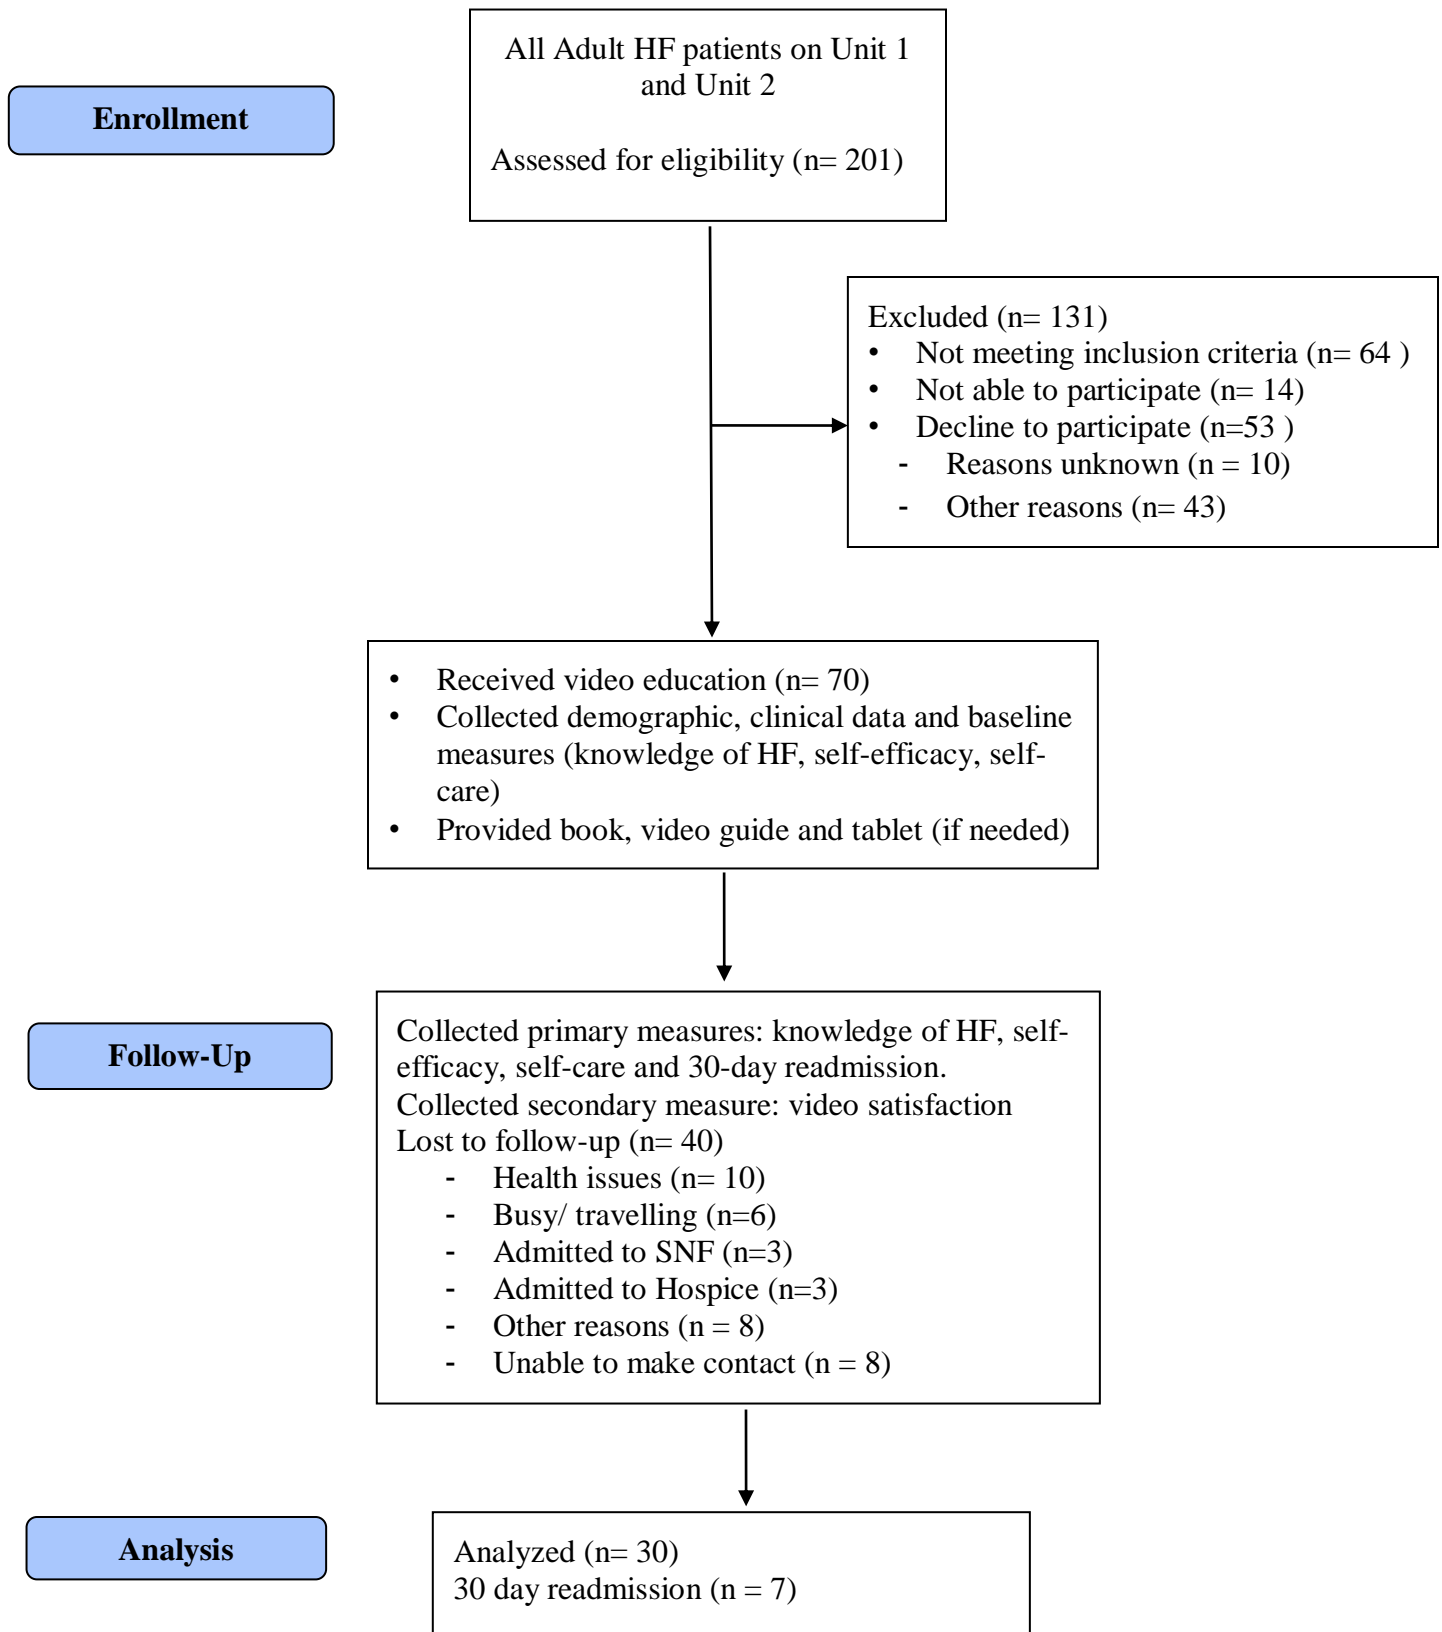 All Adult HF patients on Unit 1
and Unit 2
Assessed for eligibility (n= 201)
Enrollment
Excluded (n= 131)
• Not meeting inclusion criteria (n= 64 )
• Not able to participate (n= 14)
• Decline to participate (n=53 )
- Reasons unknown (n = 10)
- Other reasons (n= 43)
• Received video education (n= 70)
• Collected demographic, clinical data and baseline
measures (knowledge of HF, self-efficacy, self-
care)
• Provided book, video guide and tablet (if needed)
Follow-Up
Collected primary measures: knowledge of HF, self-
efficacy, self-care and 30-day readmission.
Collected secondary measure: video satisfaction
Lost to follow-up (n= 40)
- Health issues (n= 10)
- Busy/ travelling (n=6)
- Admitted to SNF (n=3)
- Admitted to Hospice (n=3)
- Other reasons (n = 8)
- Unable to make contact (n = 8)
Analysis
Analyzed (n= 30)
30 day readmission (n = 7)